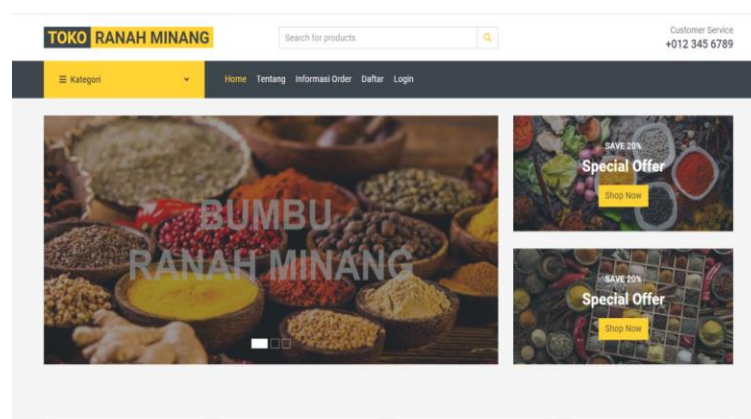 TOKO RANAH MINANG
Search for products
Customer Service
+012 345 6789
Kategori
Home Tentang Informasi Order Daftar Login
BUMBU
RANAH MINANG
SAVE 20%
Special Offer
Shop Now
SAVE 20%
Special Offer
Shop Now